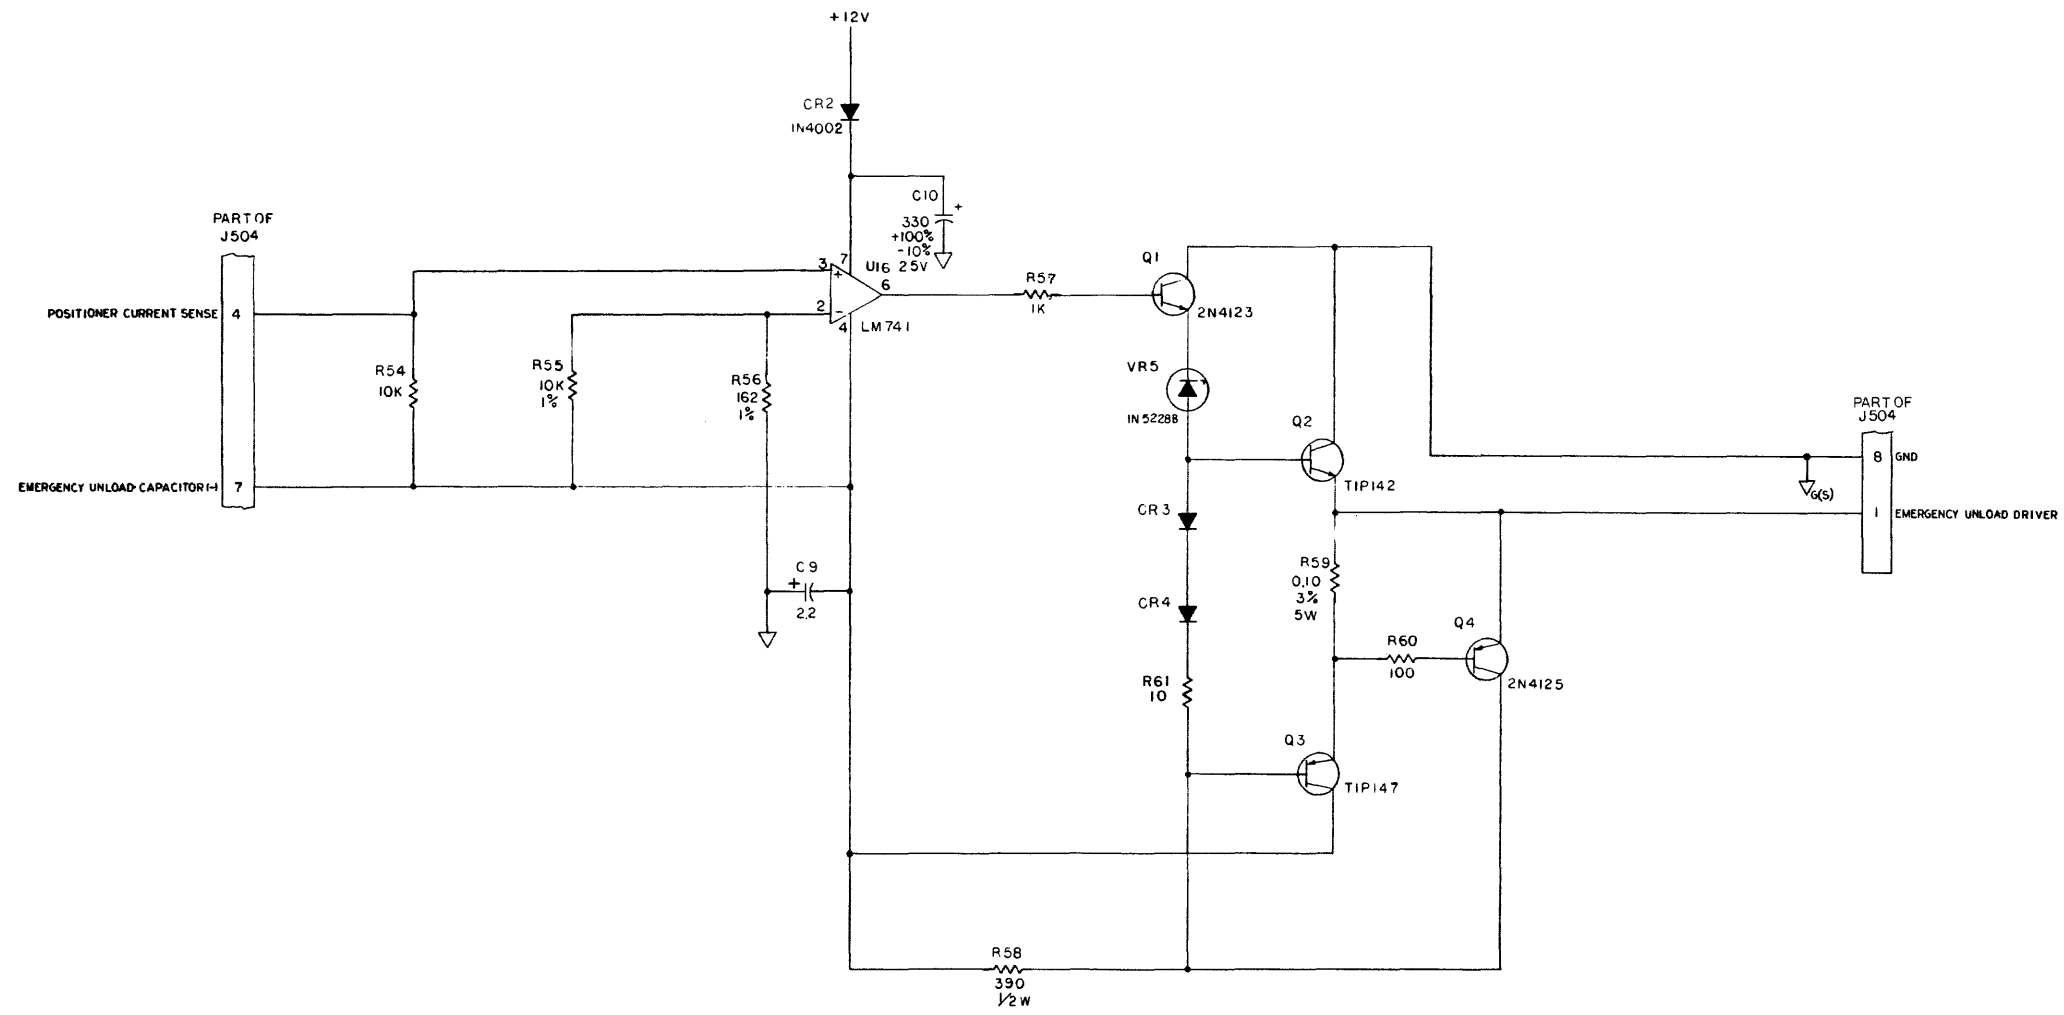 +12V
CR2
1N4002
C10
+
330
+100%
-10%
25V
PART OF
J504
POSITIONER CURRENT SENSE
4
EMERGENCY UNLOAD CAPACITOR(-)
7
3
7
U16
+
6
2
-
4
LM741
R54
10K
R55
10K
1%
R56
162
1%
C9
+
2.2
R57
1K
Q1
2N4123
VR5
1N5228B
Q2
TIP142
CR3
CR4
R59
0.10
3%
5W
R60
100
Q4
2N4125
R61
10
Q3
TIP147
R58
390
1/2W
PART OF
J504
8
GND
G(S)
1
EMERGENCY UNLOAD DRIVER